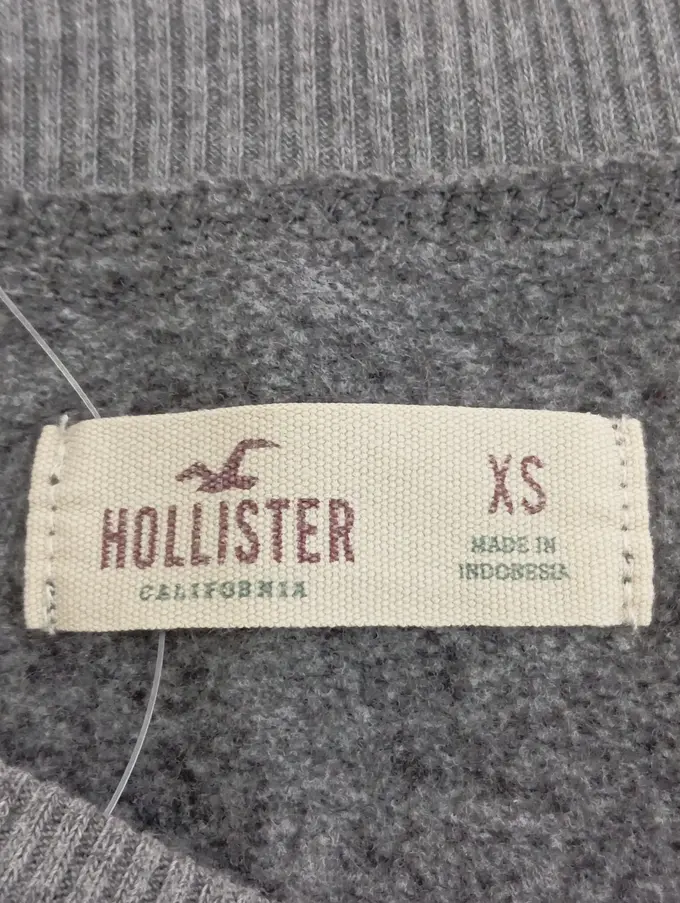 HOLLISTER
CALIFORNIA
XS
MADE IN
INDONESIA